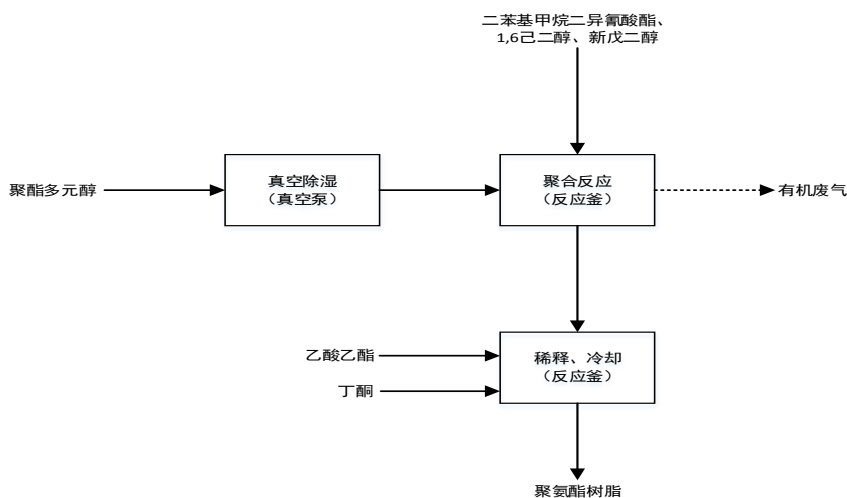 二苯基甲烷二异氰酸酯、
1,6己二醇、新戊二醇
聚酯多元醇
真空除湿
（真空泵）
聚合反应
（反应釜）
有机废气
乙酸乙酯
丁酮
稀释、冷却
（反应釜）
聚氨酯树脂